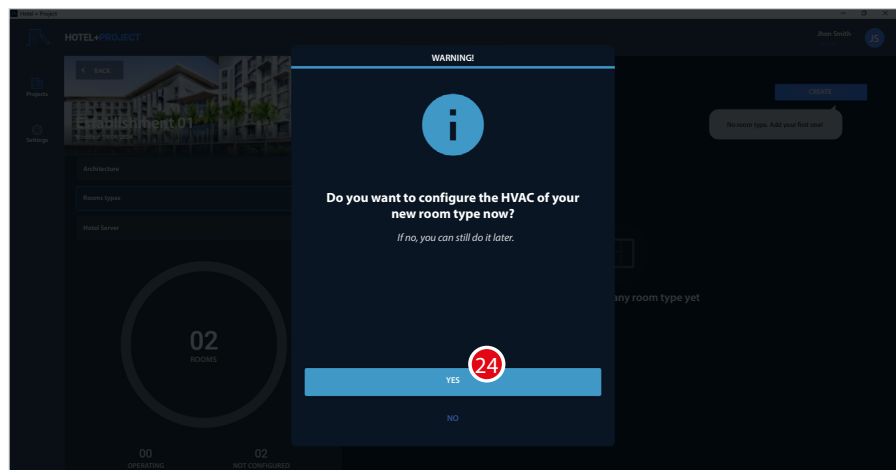 Hotel + Project
HOTEL+PROJECT
Jhon Smith
JS
WARNING!
BACK
Projects
CREATE
Establishment 01
No room type. Add your first one!
Settings
Architecture
Rooms types
Do you want to configure the HVAC of your
new room type now?
Hotel Server
If no, you can still do it later.
any room type yet
02
ROOMS
24
YES
NO
00
OPERATING
02
NOT CONFIGURED